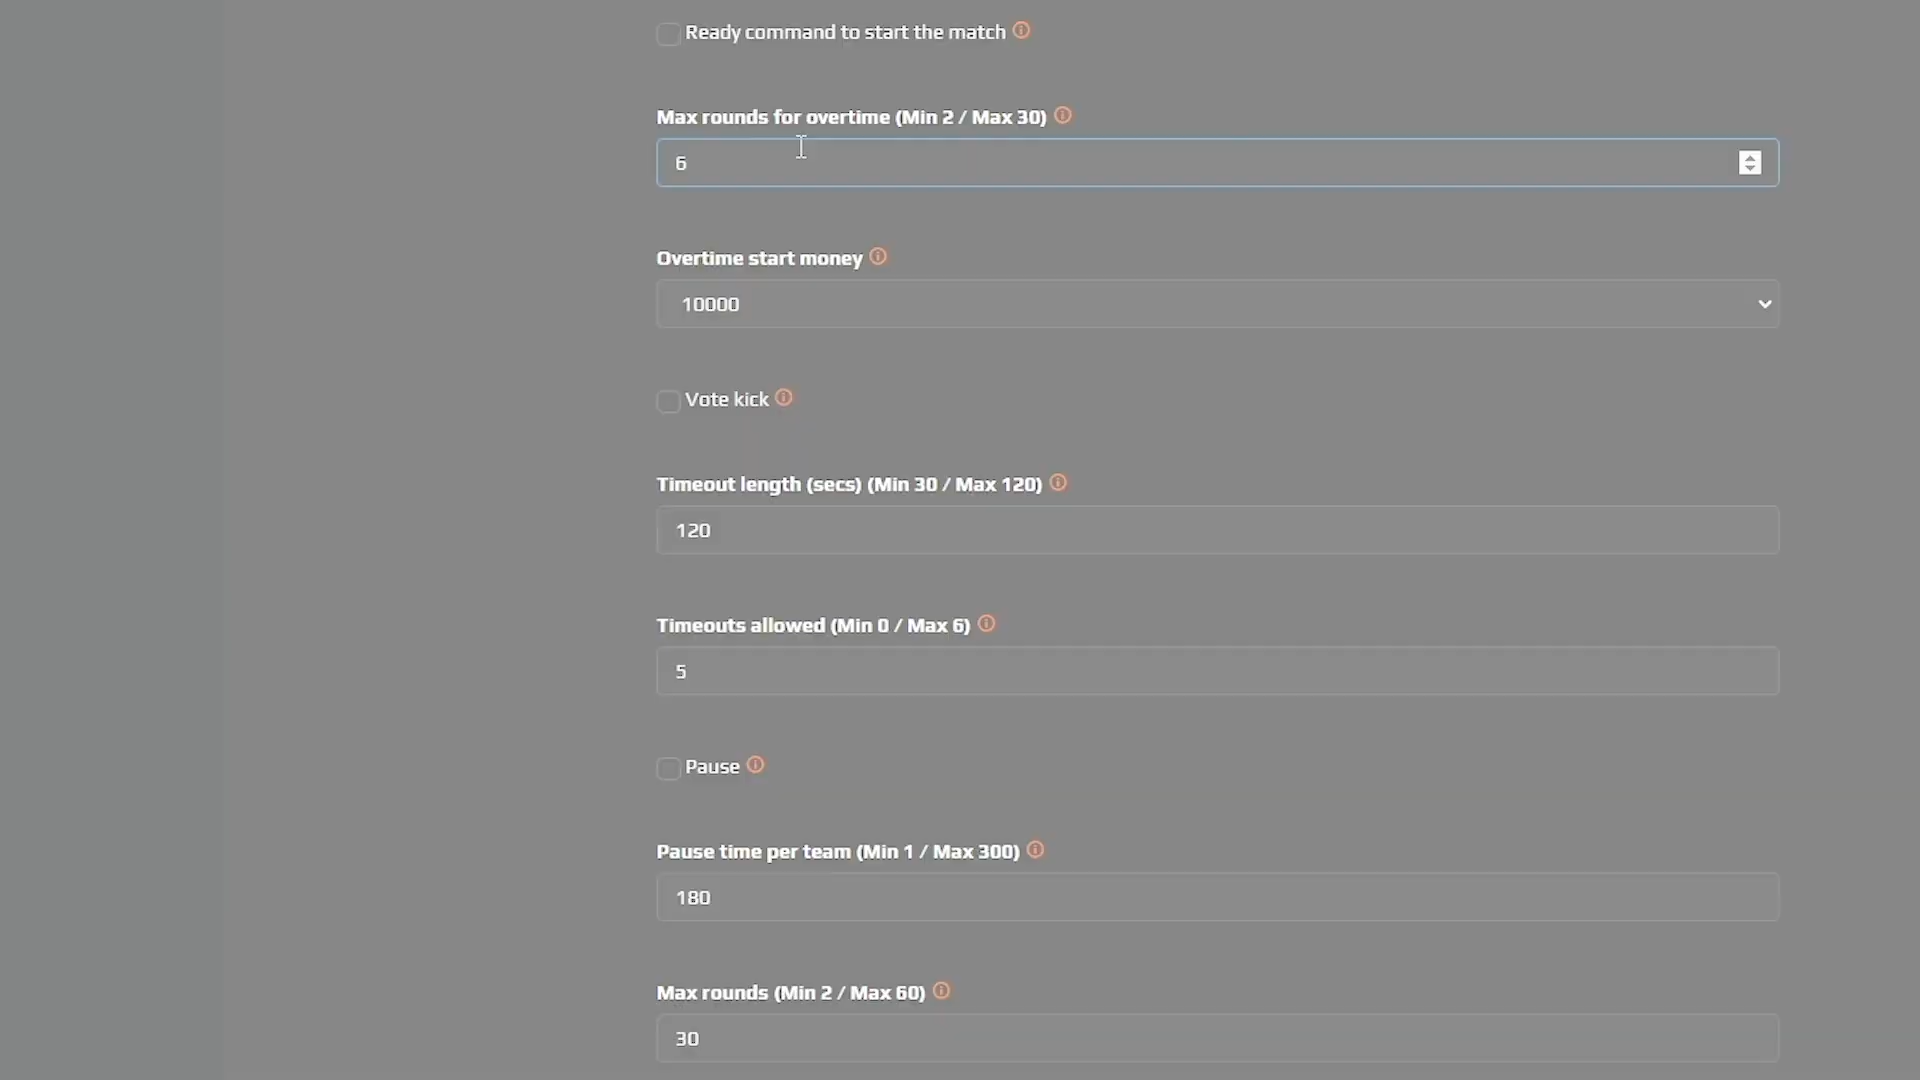 Ready command to start the match
Max rounds for overtime (Min 2 / Max 30)
6
Overtime start money
10000
Vote kick
Timeout length (secs) (Min 30 / Max 120)
120
Timeouts allowed (Min 0 / Max 6)
5
Pause
Pause time per team (Min 1 / Max 300)
180
Max rounds (Min 2 / Max 60)
30